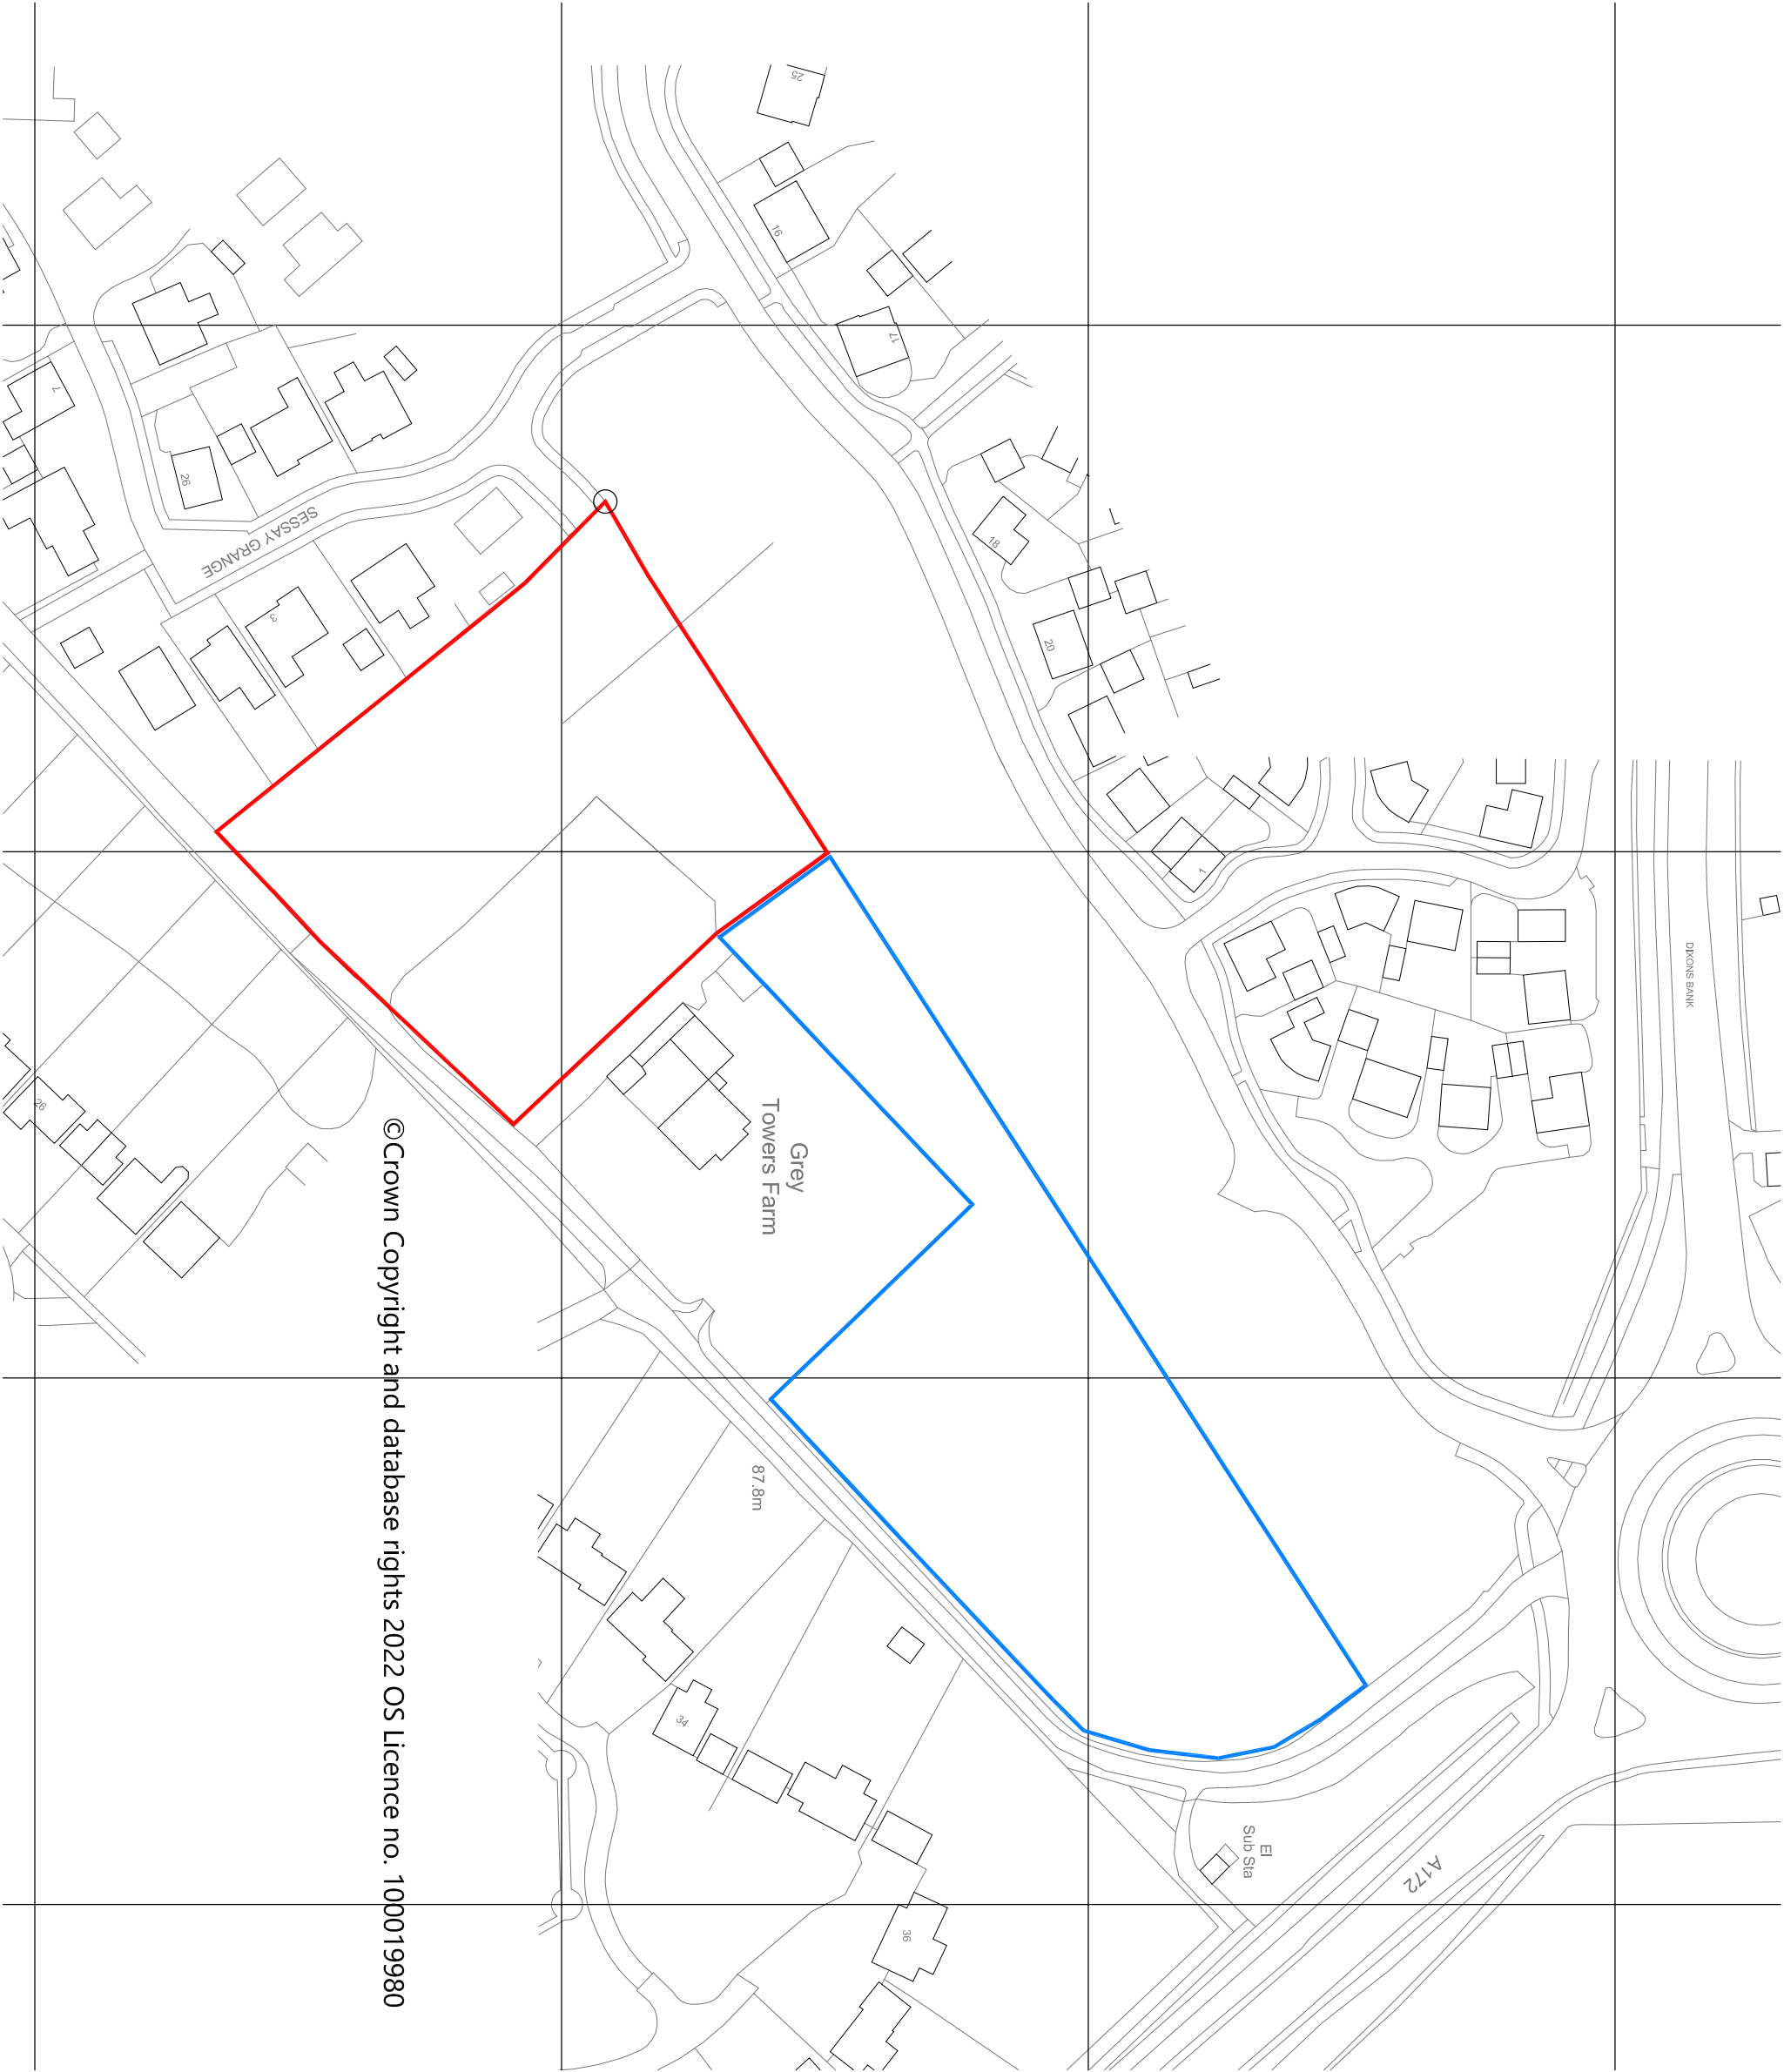 25
16
17
7
26
SESSAY GRANGE
3
18
20
1
DIXONS BANK
26
Grey
Towers Farm
©Crown Copyright and database rights 2022 OS Licence no. 100019980
87.8m
34
El
Sub Sta
A172
36